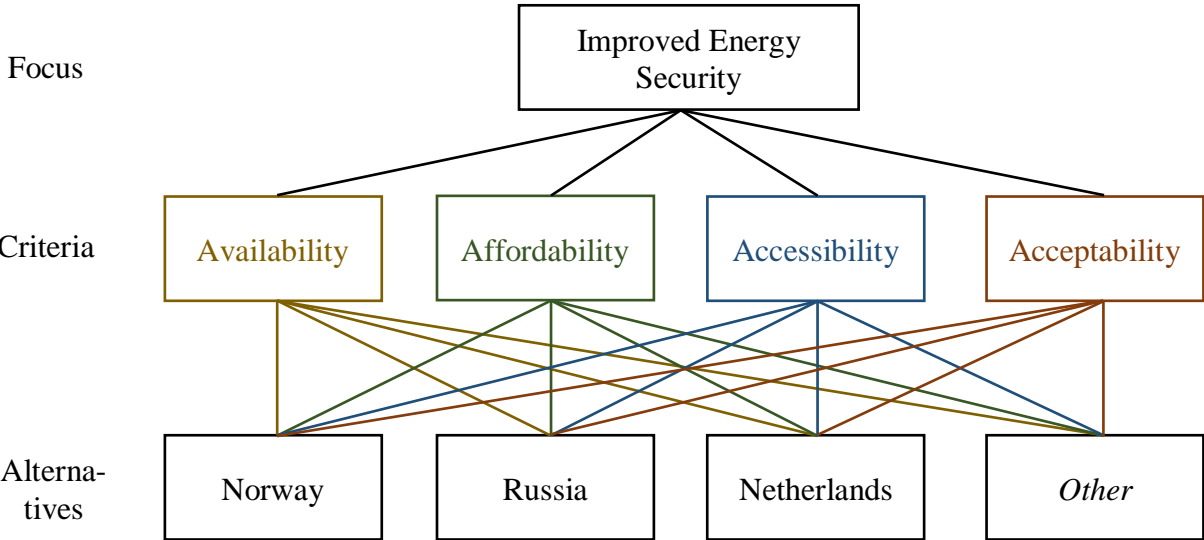 Focus
Improved Energy
Security
Criteria
Availability
Affordability
Accessibility
Acceptability
Alterna-
tives
Norway
Russia
Netherlands
Other